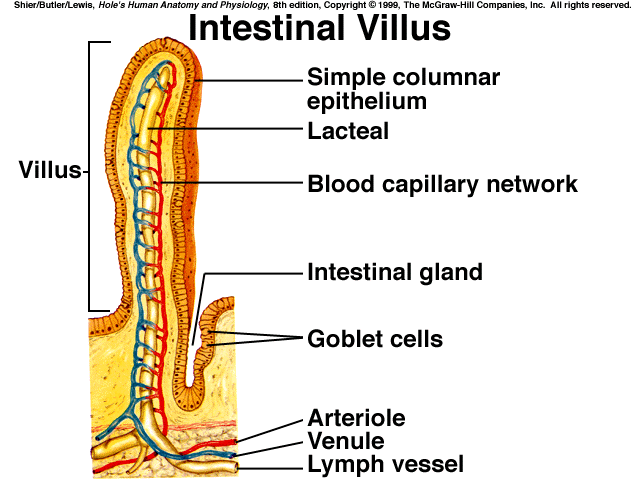 Shier/Butler/Lewis, Hole's Human Anatomy and Physiology, 8th edition, Copyright © 1999, The McGraw-Hill Companies, Inc. All rights reserved.
Intestinal Villus
Simple columnar
epithelium
Lacteal
Villus
Blood capillary network
Intestinal gland
Goblet cells
Arteriole
Venule
Lymph vessel